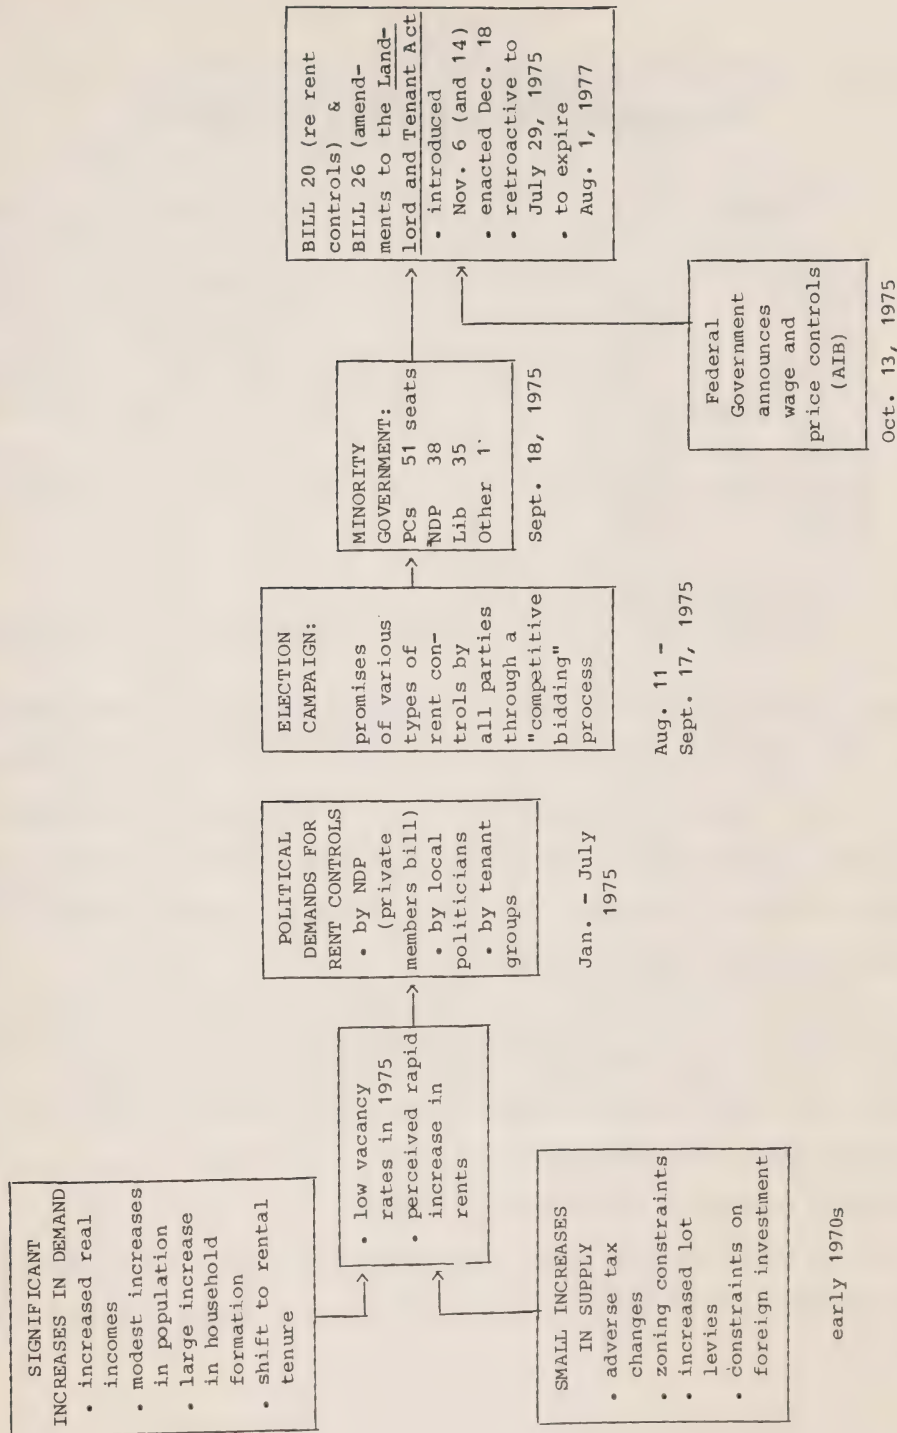 SIGNIFICANT
INCREASES IN DEMAND
• increased real
incomes
• modest increases
in population
• large increase
in household
formation
• shift to rental
tenure
SMALL INCREASES
IN SUPPLY
• adverse tax
changes
• zoning constraints
• increased lot
levies
• constraints on
foreign investment
early 1970s
• low vacancy
rates in 1975
• perceived rapid
increase in
rents
POLITICAL
DEMANDS FOR
RENT CONTROLS
• by NDP
(private
members bill)
• by local
politicians
• by tenant
groups
Jan. - July
1975
ELECTION
CAMPAIGN:
promises
of various
types of
rent con-
trols by
all parties
through a
"competitive
bidding"
process
Aug. 11 -
Sept. 17, 1975
MINORITY
GOVERNMENT:
PCs 51 seats
NDP 38
Lib 35
Other 1
Sept. 18, 1975
BILL 20 (re rent
controls) &
BILL 26 (amend-
ments to the Land-
lord and Tenant Act
• introduced
Nov. 6 (and 14)
• enacted Dec. 18
• retroactive to
July 29, 1975
• to expire
Aug. 1, 1977
Federal
Government
announces
wage and
price controls
(AIB)
Oct. 13, 1975